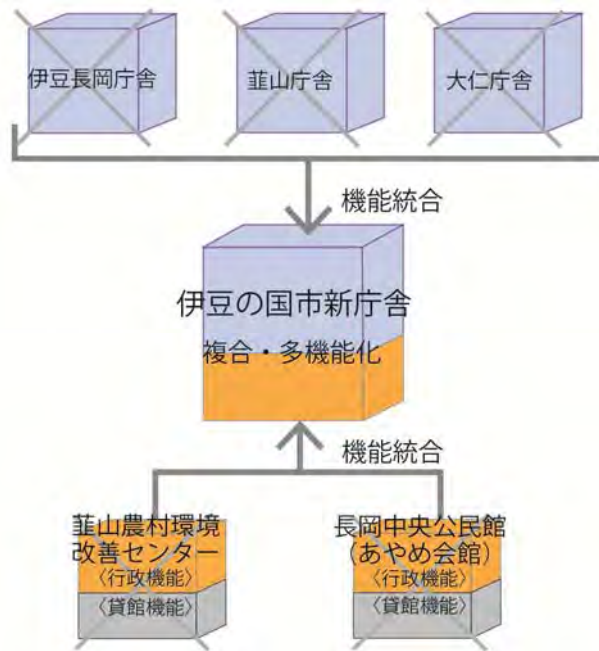 伊豆長岡庁舎
韮山庁舎
大仁庁舎
機能統合
伊豆の国市新庁舎
複合・多機能化
機能統合
韮山農村環境
改善センター
〈行政機能〉
〈貸館機能〉
長岡中央公民館
(あやめ会館)
〈行政機能〉
〈貸館機能〉